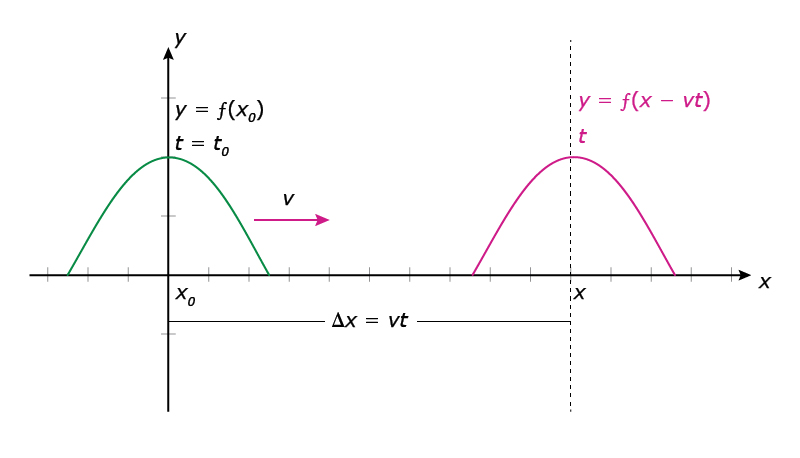 y
y = f(x₀)
t = t₀
y = f(x − vt)
t
v
x
x₀
x
Δx = vt